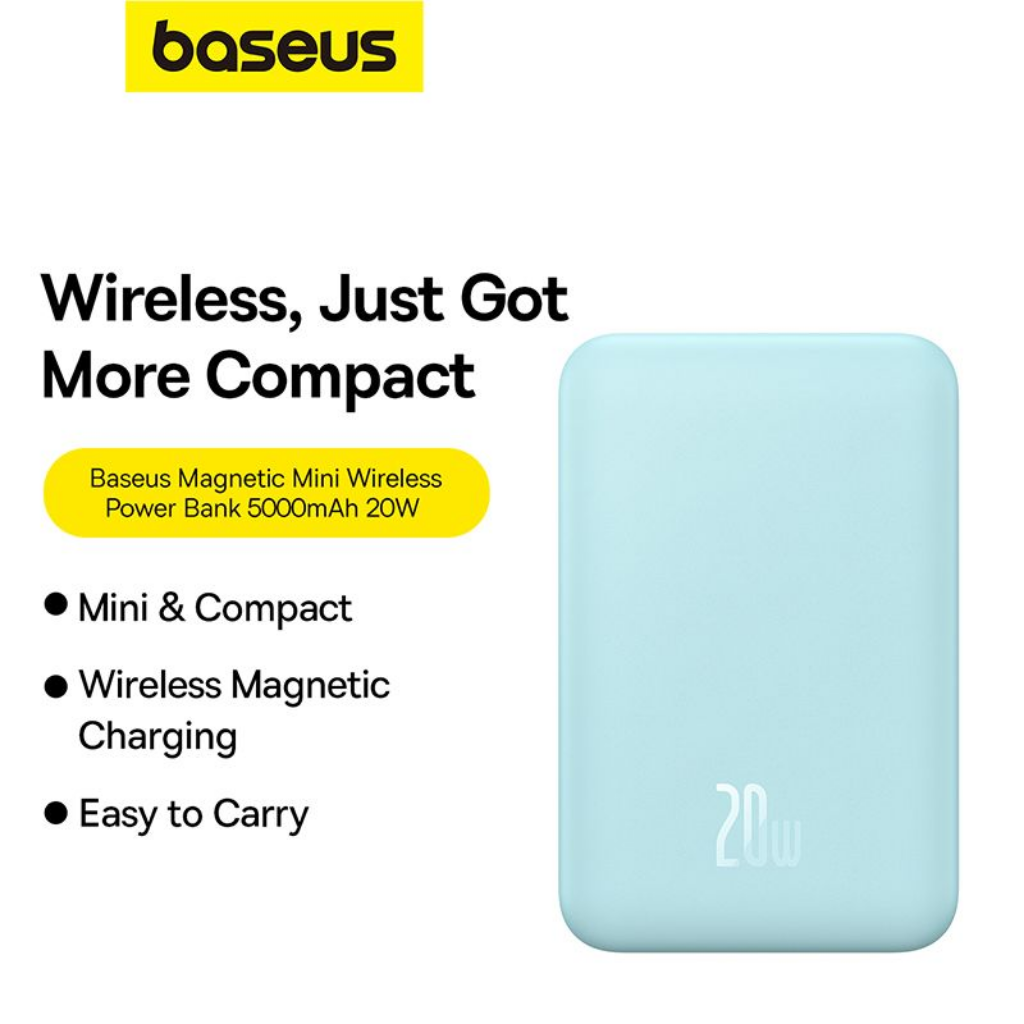 baseus
Wireless, Just Got
More Compact
Baseus Magnetic Mini Wireless
Power Bank 5000mAh 20W
● Mini & Compact
● Wireless Magnetic
Charging
● Easy to Carry
20W